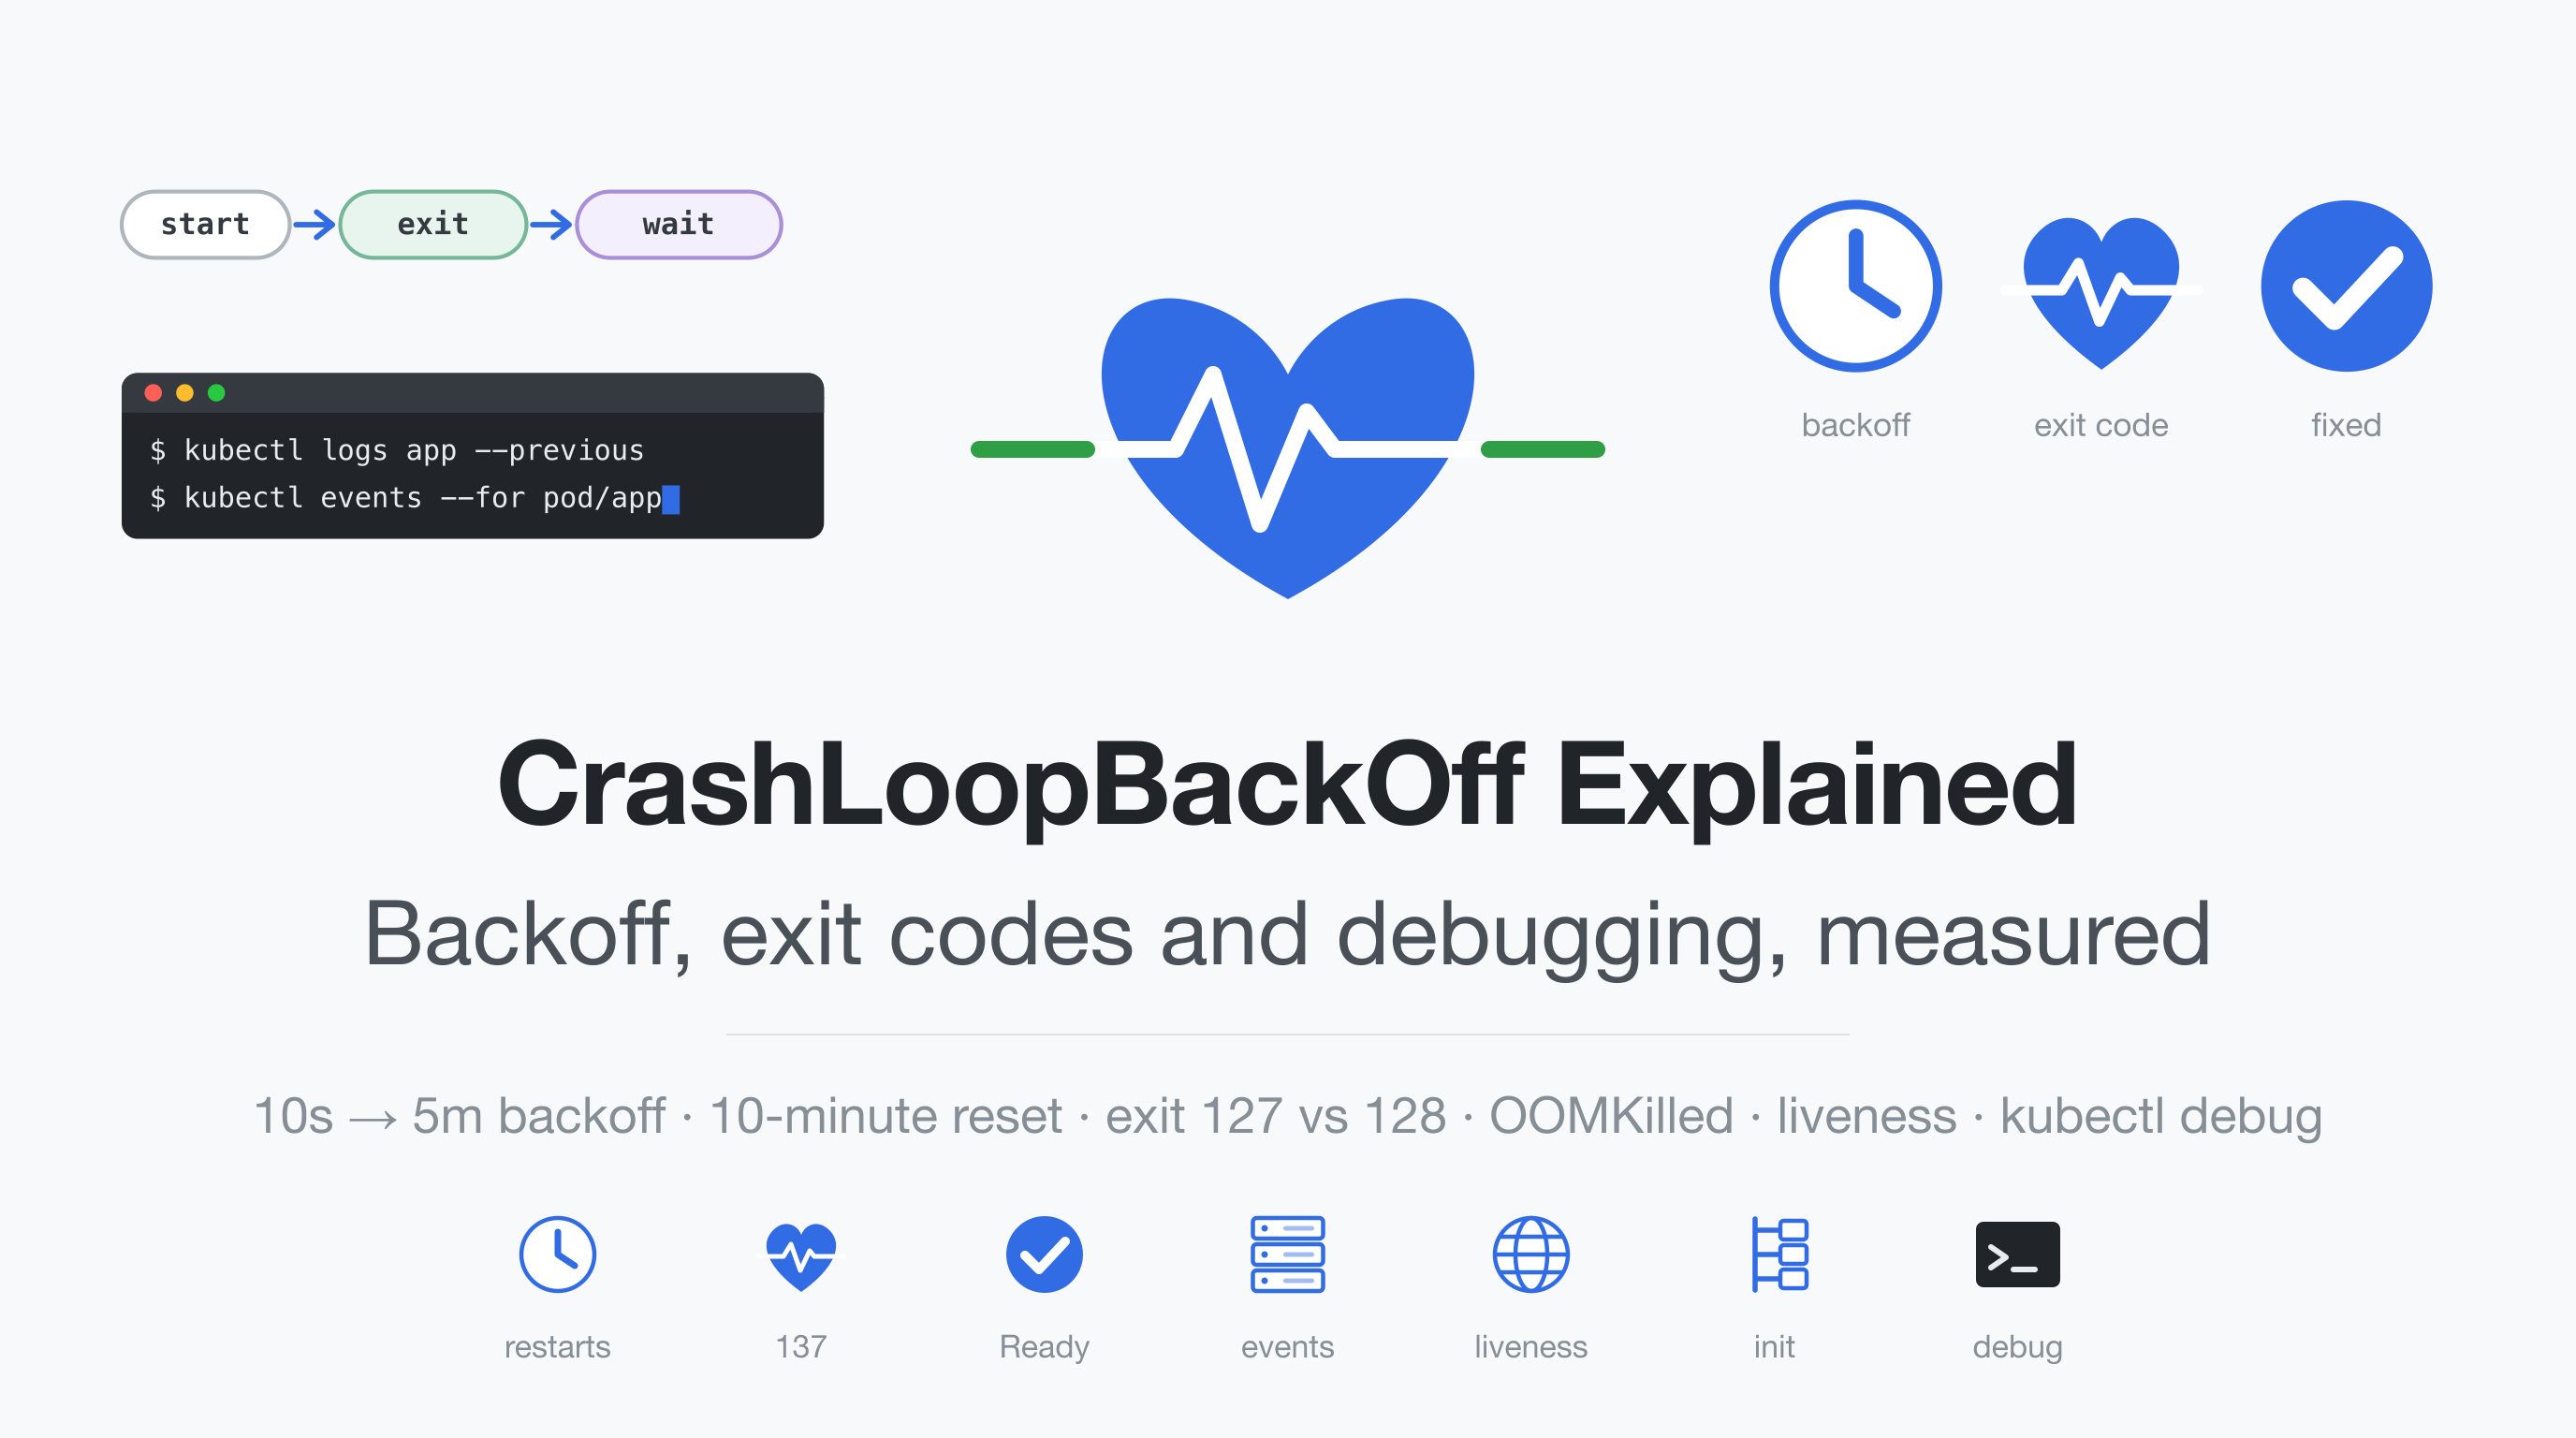 start
exit
wait
$ kubectl logs app --previous
$ kubectl events --for pod/app
backoff
exit code
fixed
CrashLoopBackOff Explained
Backoff, exit codes and debugging, measured
10s → 5m backoff · 10-minute reset · exit 127 vs 128 · OOMKilled · liveness · kubectl debug
restarts
137
Ready
events
liveness
init
debug